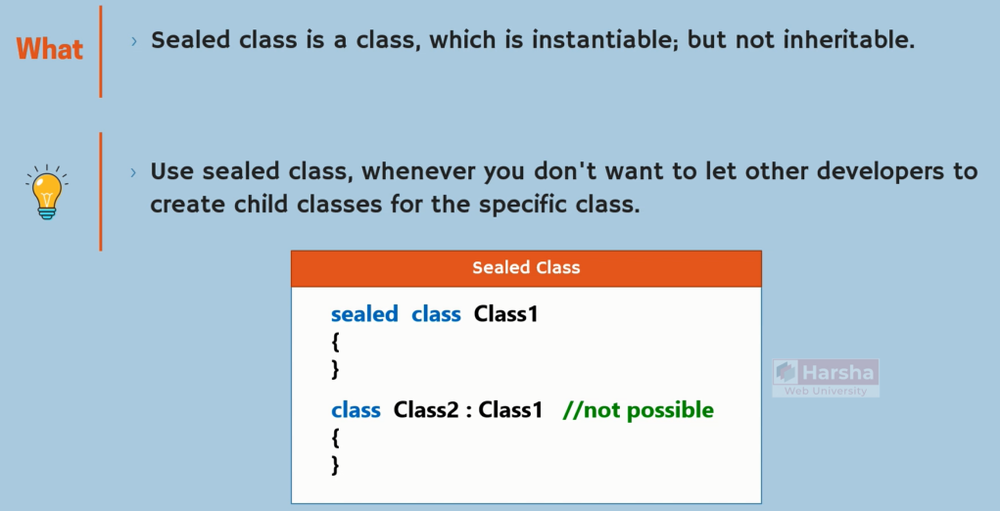 What
› Sealed class is a class, which is instantiable; but not inheritable.
› Use sealed class, whenever you don't want to let other developers to
create child classes for the specific class.
Sealed Class
sealed class Class1
{
}
class Class2 : Class1 //not possible
{
}
Harsha
Web University